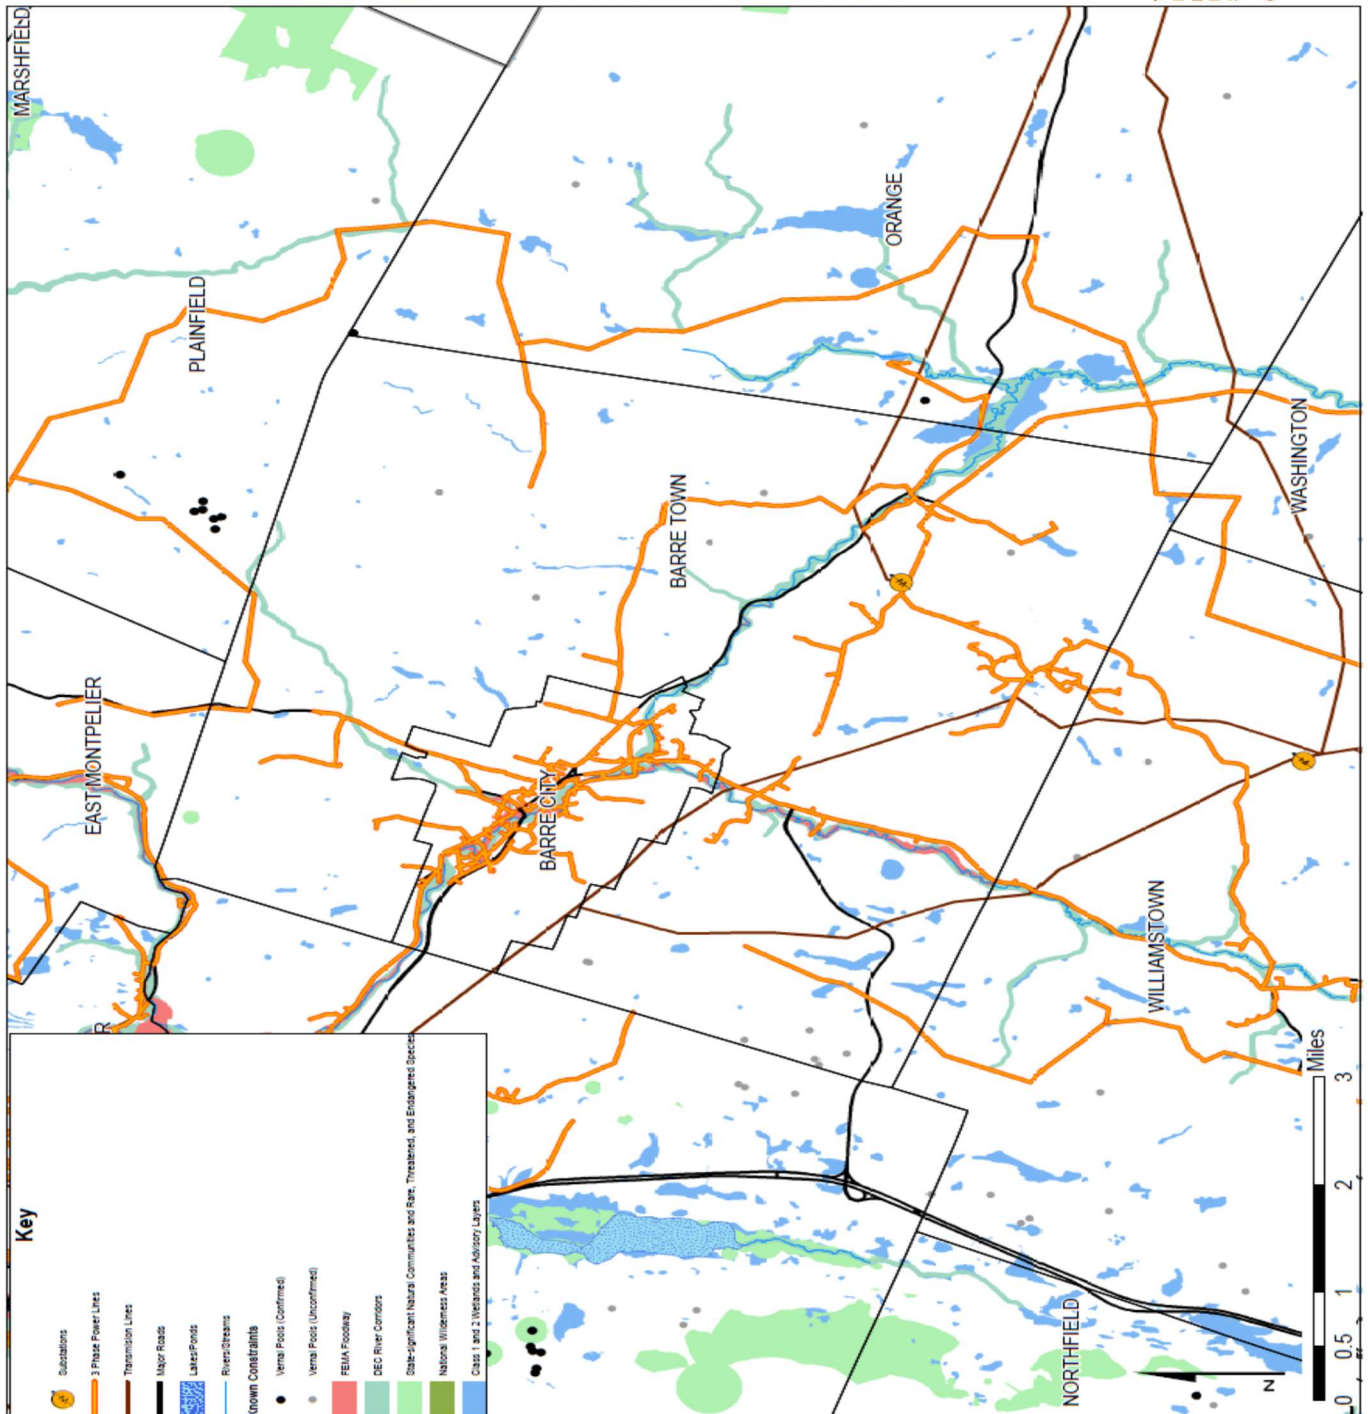 MARSHFIELD
PLAINFIELD
EAST MONTPELIER
R
ORANGE
BARRE TOWN
BARRE CITY
WASHINGTON
WILLIAMSTOWN
NORTHFIELD
Key
Substations
3 Phase Power Lines
Transmision Lines
Major Roads
Lakes/Ponds
Rivers/Streams
Known Constraints
Vernal Pools (Confirmed)
Vernal Pools (Unconfirmed)
FEMA Floodway
DEC River Corridors
State-significant Natural Communities and Rare, Threatened, and Endangered Species
National Wilderness Areas
Class 1 and 2 Wetlands and Advisory Layers
N
0 0.5 1 2 3
Miles